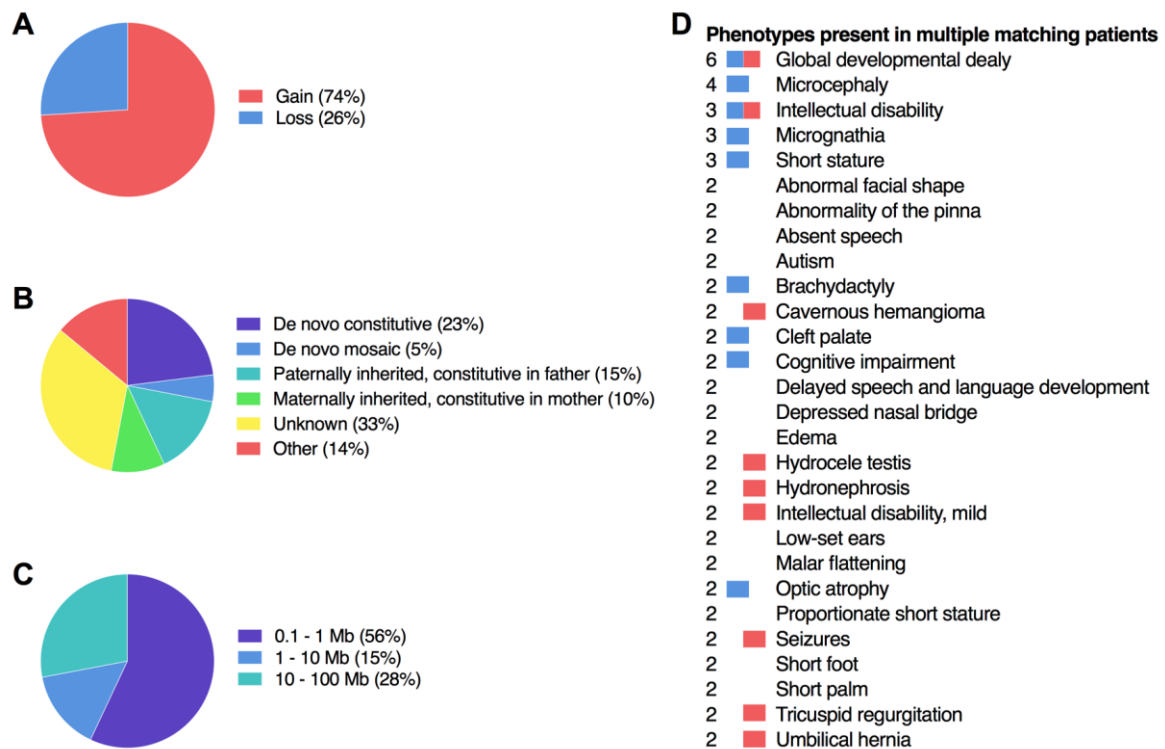 A
Gain (74%)
Loss (26%)
B
De novo constitutive (23%)
De novo mosaic (5%)
Paternally inherited, constitutive in father (15%)
Maternally inherited, constitutive in mother (10%)
Unknown (33%)
Other (14%)
C
0.1 - 1 Mb (56%)
1 - 10 Mb (15%)
10 - 100 Mb (28%)
D
Phenotypes present in multiple matching patients
6 Global developmental dealy
4 Microcephaly
3 Intellectual disability
3 Micrognathia
3 Short stature
2 Abnormal facial shape
2 Abnormality of the pinna
2 Absent speech
2 Autism
2 Brachydactyly
2 Cavernous hemangioma
2 Cleft palate
2 Cognitive impairment
2 Delayed speech and language development
2 Depressed nasal bridge
2 Edema
2 Hydrocele testis
2 Hydronephrosis
2 Intellectual disability, mild
2 Low-set ears
2 Malar flattening
2 Optic atrophy
2 Proportionate short stature
2 Seizures
2 Short foot
2 Short palm
2 Tricuspid regurgitation
2 Umbilical hernia